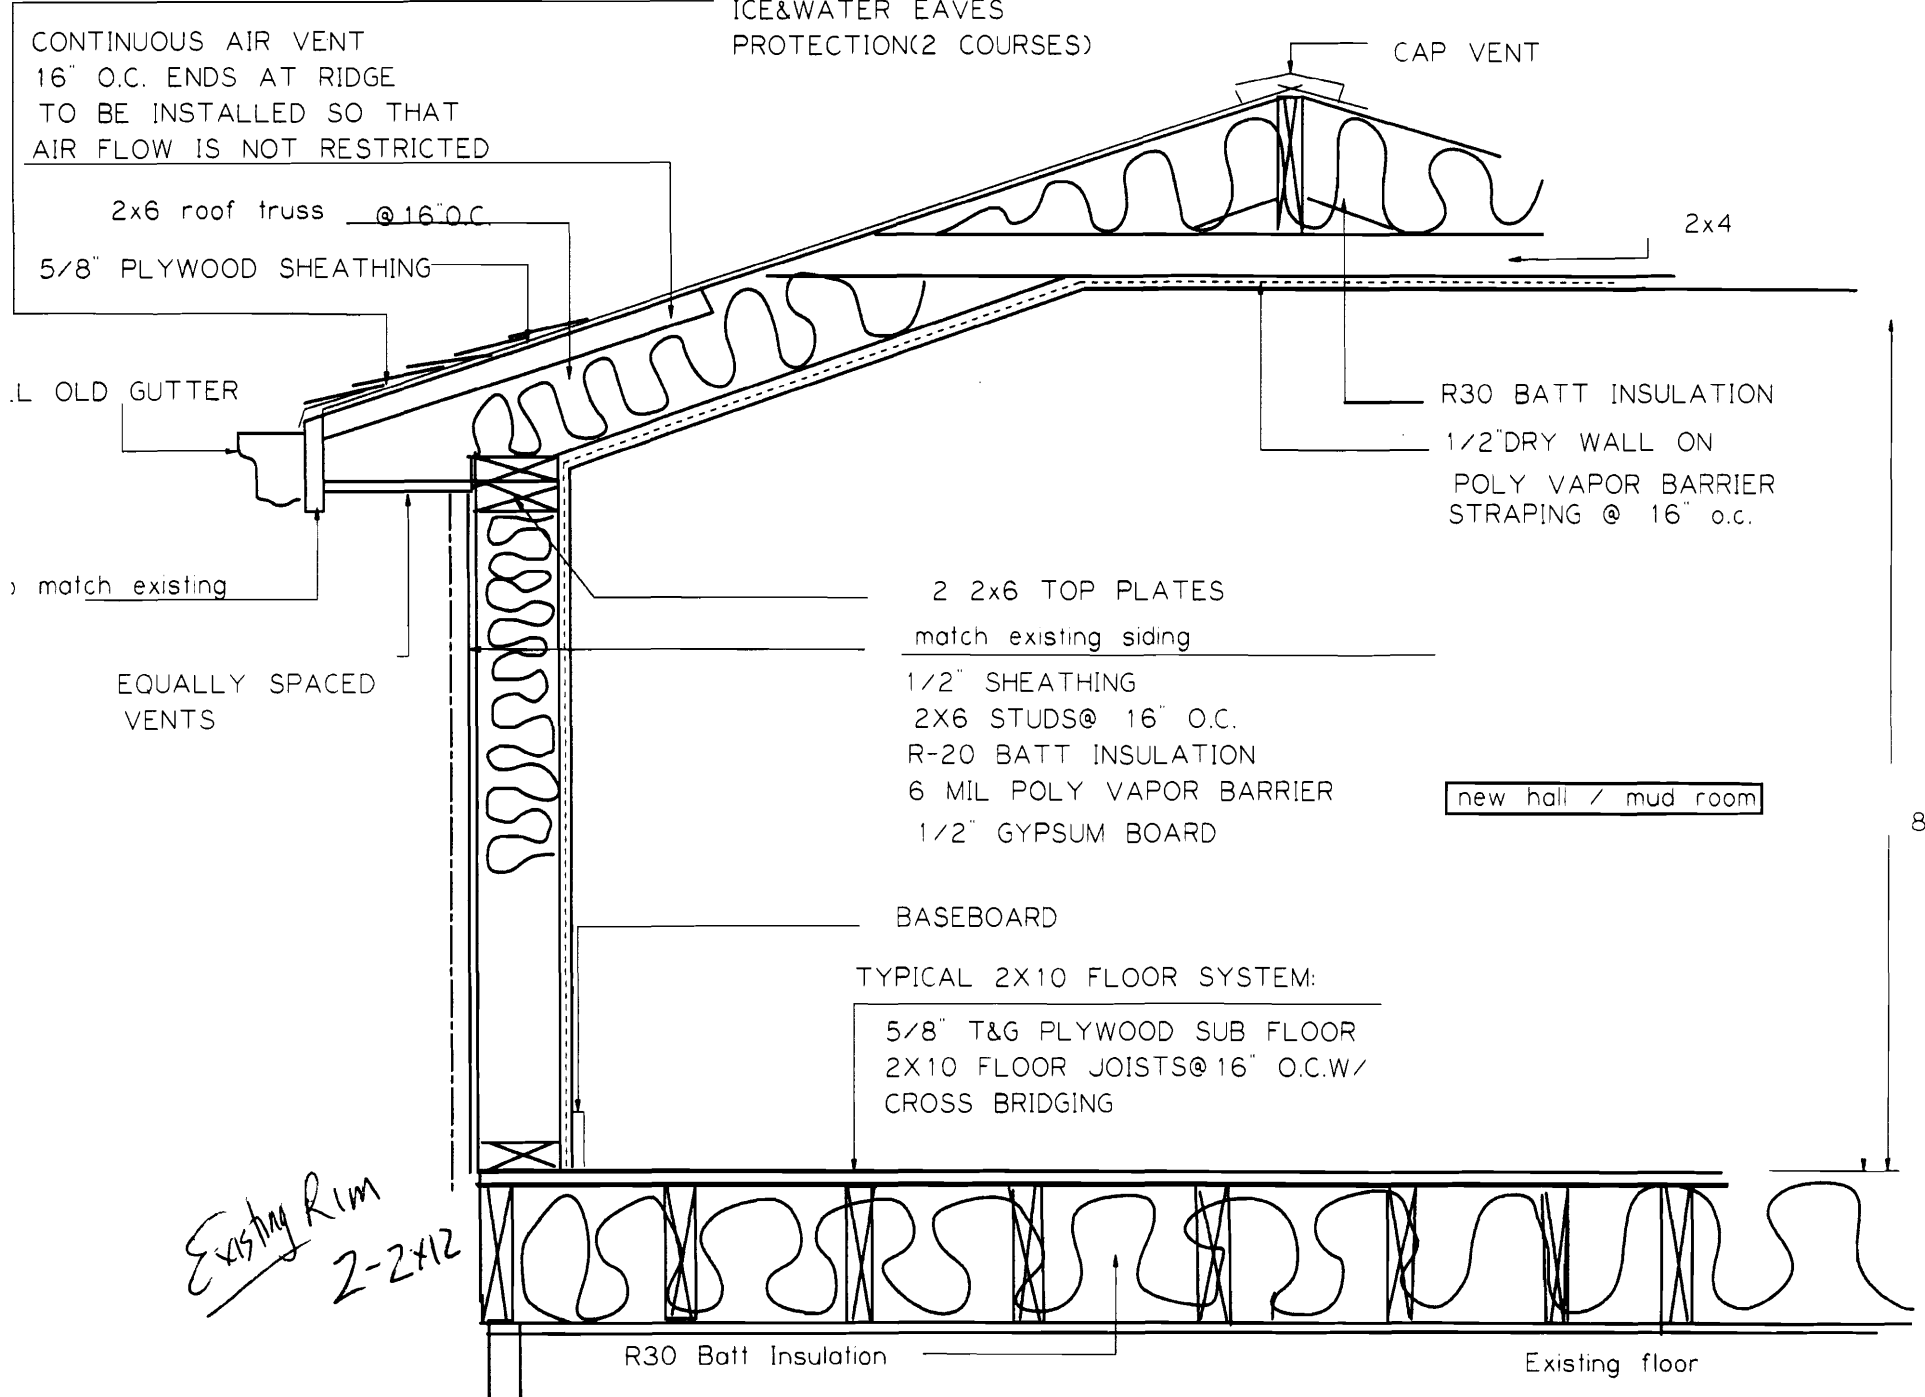 ICE&WATER EAVES
PROTECTION(2 COURSES)
CONTINUOUS AIR VENT
16" O.C. ENDS AT RIDGE
TO BE INSTALLED SO THAT
AIR FLOW IS NOT RESTRICTED
CAP VENT
2x6 roof truss @ 16"O.C.
5/8" PLYWOOD SHEATHING
2x4
.L OLD GUTTER
R30 BATT INSULATION
1/2"DRY WALL ON
POLY VAPOR BARRIER
STRAPING @ 16" o.c.
match existing
EQUALLY SPACED
VENTS
2 2x6 TOP PLATES
match existing siding
1/2" SHEATHING
2X6 STUDS@ 16" O.C.
R-20 BATT INSULATION
6 MIL POLY VAPOR BARRIER
1/2" GYPSUM BOARD
new hall / mud room
8
BASEBOARD
TYPICAL 2X10 FLOOR SYSTEM:
5/8" T&G PLYWOOD SUB FLOOR
2X10 FLOOR JOISTS@16" O.C.W/
CROSS BRIDGING
Existing Rim
2-2x12
R30 Batt Insulation
Existing floor